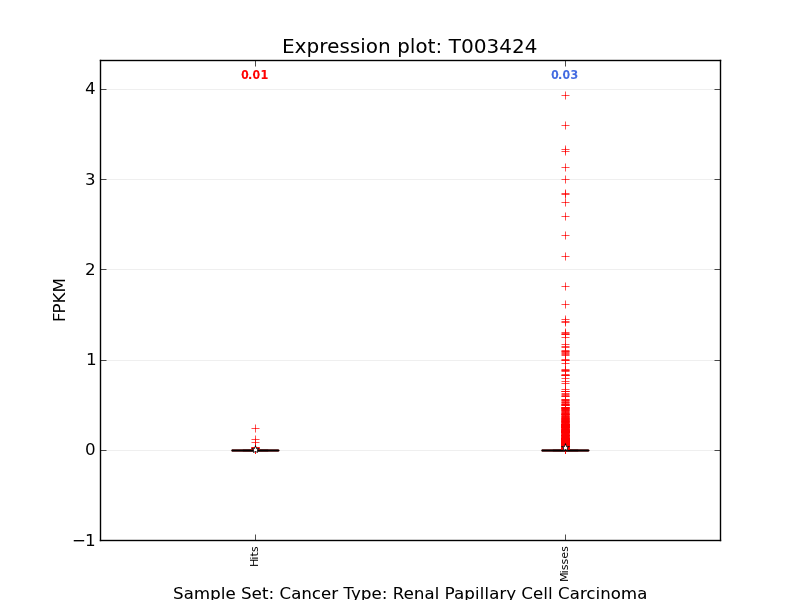 Expression plot: T003424
0.01
0.03
4
3
2
1
0
−1
FPKM
Hits
Misses
Sample Set: Cancer Type: Renal Papillary Cell Carcinoma